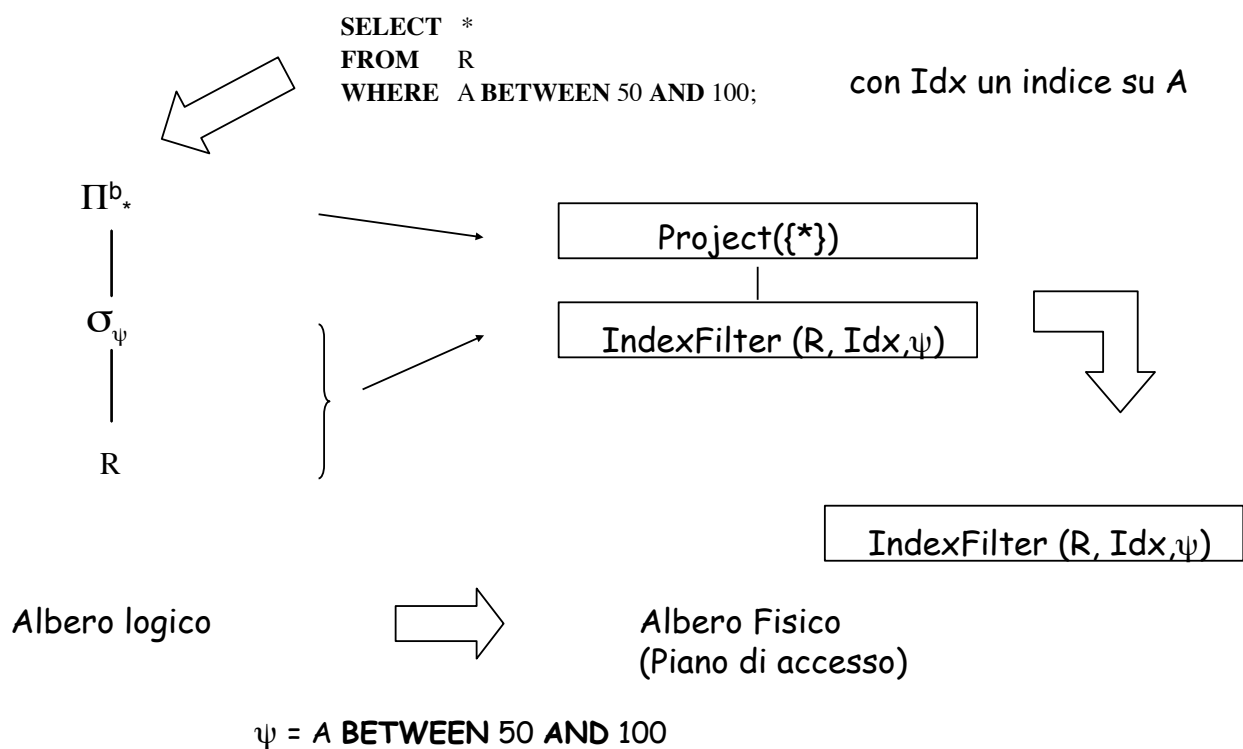 SELECT *
FROM R
WHERE A BETWEEN 50 AND 100;
con Idx un indice su A
Πᵇ*
Project({*})
σψ
IndexFilter (R, Idx,ψ)
R
IndexFilter (R, Idx,ψ)
Albero logico
Albero Fisico
(Piano di accesso)
ψ = A BETWEEN 50 AND 100